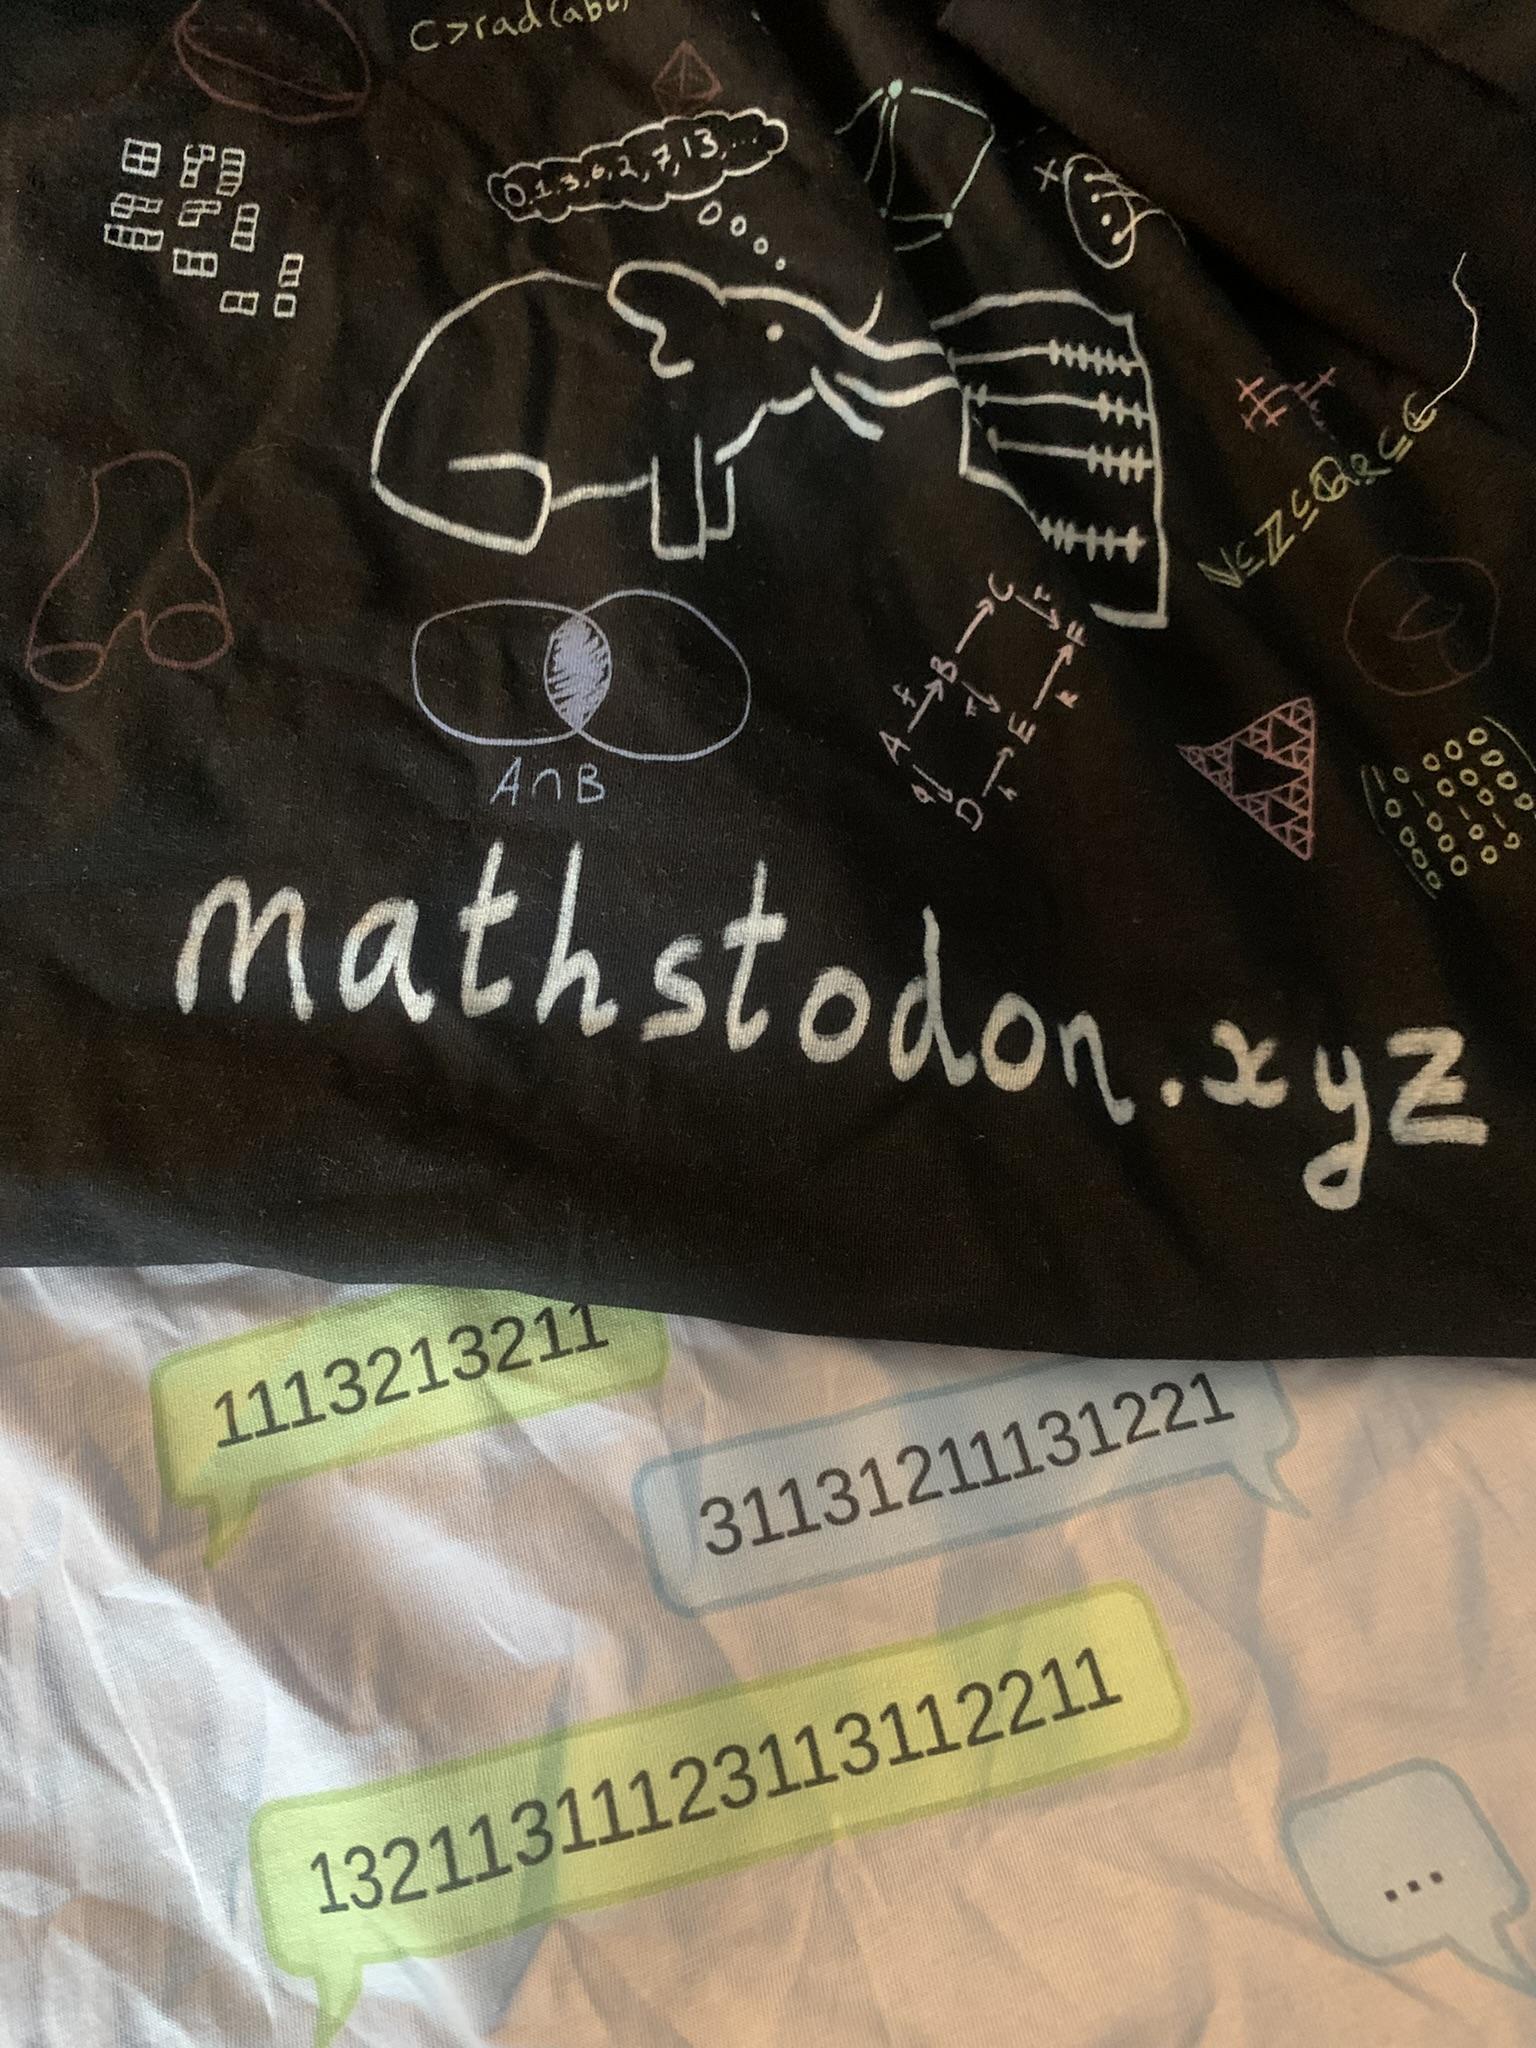 C>rad(abc)
0,1,3,6,2,7,13,...
X
ℕ⊆ℤ⊆ℚ⊆ℝ⊆ℂ
A f B C
g D E F
A∩B
mathstodon.xyz
1113213211
31131211131221
13211311123113112211
...